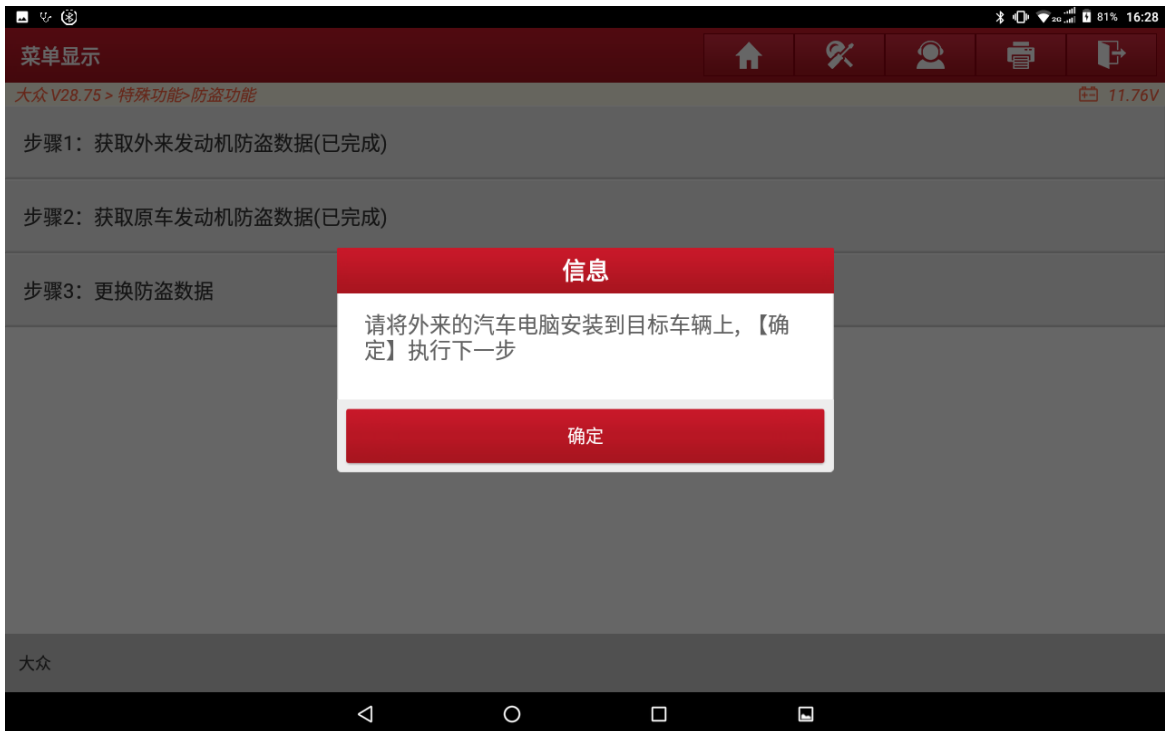 2G 81% 16:28
菜单显示
大众 V28.75 > 特殊功能>防盗功能 11.76V
步骤1：获取外来发动机防盗数据(已完成)
步骤2：获取原车发动机防盗数据(已完成)
步骤3：更换防盗数据
信息
请将外来的汽车电脑安装到目标车辆上，【确
定】执行下一步
确定
大众